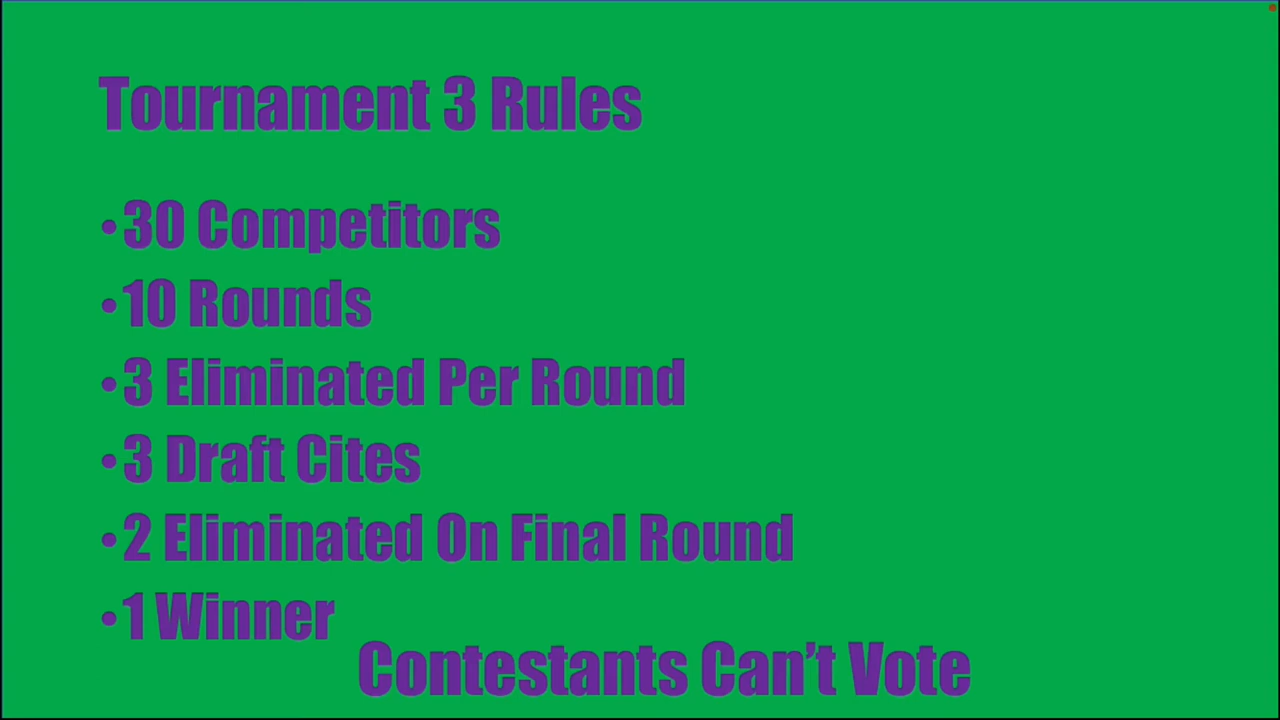 Tournament 3 Rules
•30 Competitors
•10 Rounds
•3 Eliminated Per Round
•3 Draft Cites
•2 Eliminated On Final Round
•1 Winner
Contestants Can’t Vote